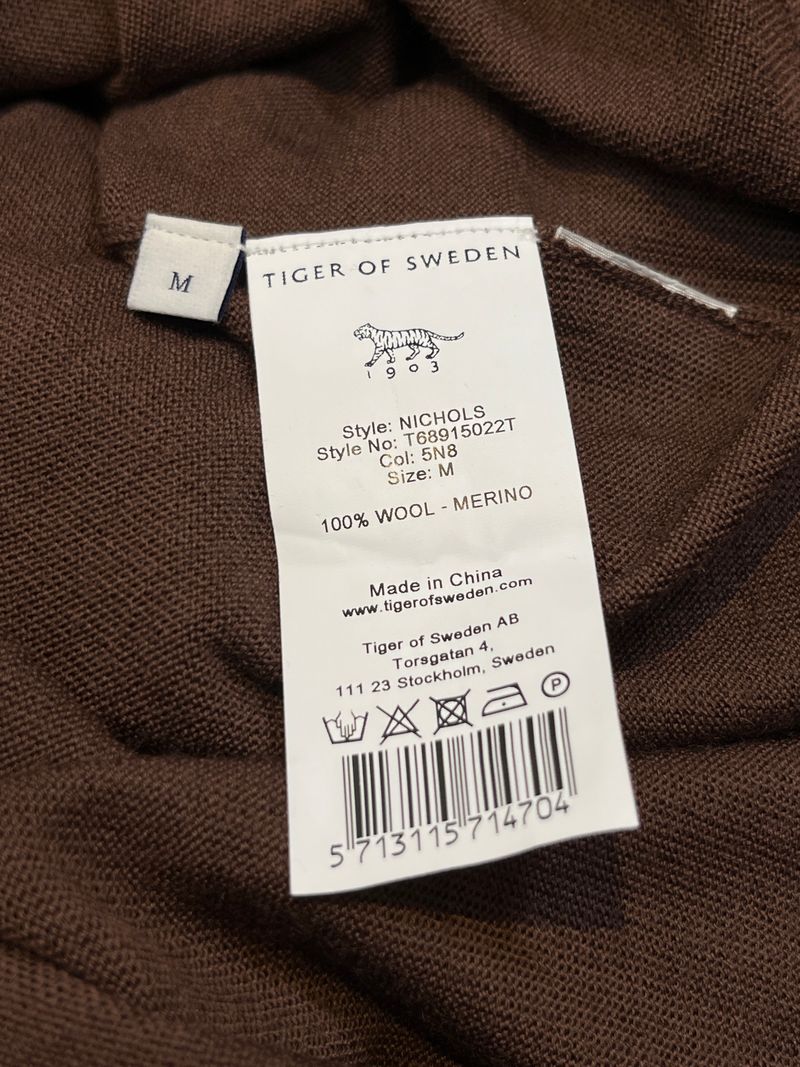 M
TIGER OF SWEDEN
1903
Style: NICHOLS
Style No: T68915022T
Col: 5N8
Size: M
100% WOOL - MERINO
Made in China
www.tigerofsweden.com
Tiger of Sweden AB
Torsgatan 4,
111 23 Stockholm, Sweden
P
5 713115 714704